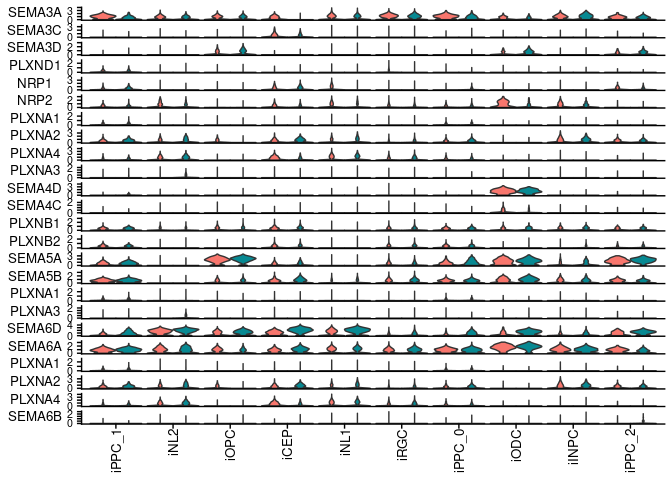 SEMA3A
SEMA3C
SEMA3D
PLXND1
NRP1
NRP2
PLXNA1
PLXNA2
PLXNA4
PLXNA3
SEMA4D
SEMA4C
PLXNB1
PLXNB2
SEMA5A
SEMA5B
PLXNA1
PLXNA3
SEMA6D
SEMA6A
PLXNA1
PLXNA2
PLXNA4
SEMA6B
iPPC_1
iNL2
iOPC
iCEP
iNL1
iRGC
iPPC_0
iODC
iINPC
iPPC_2